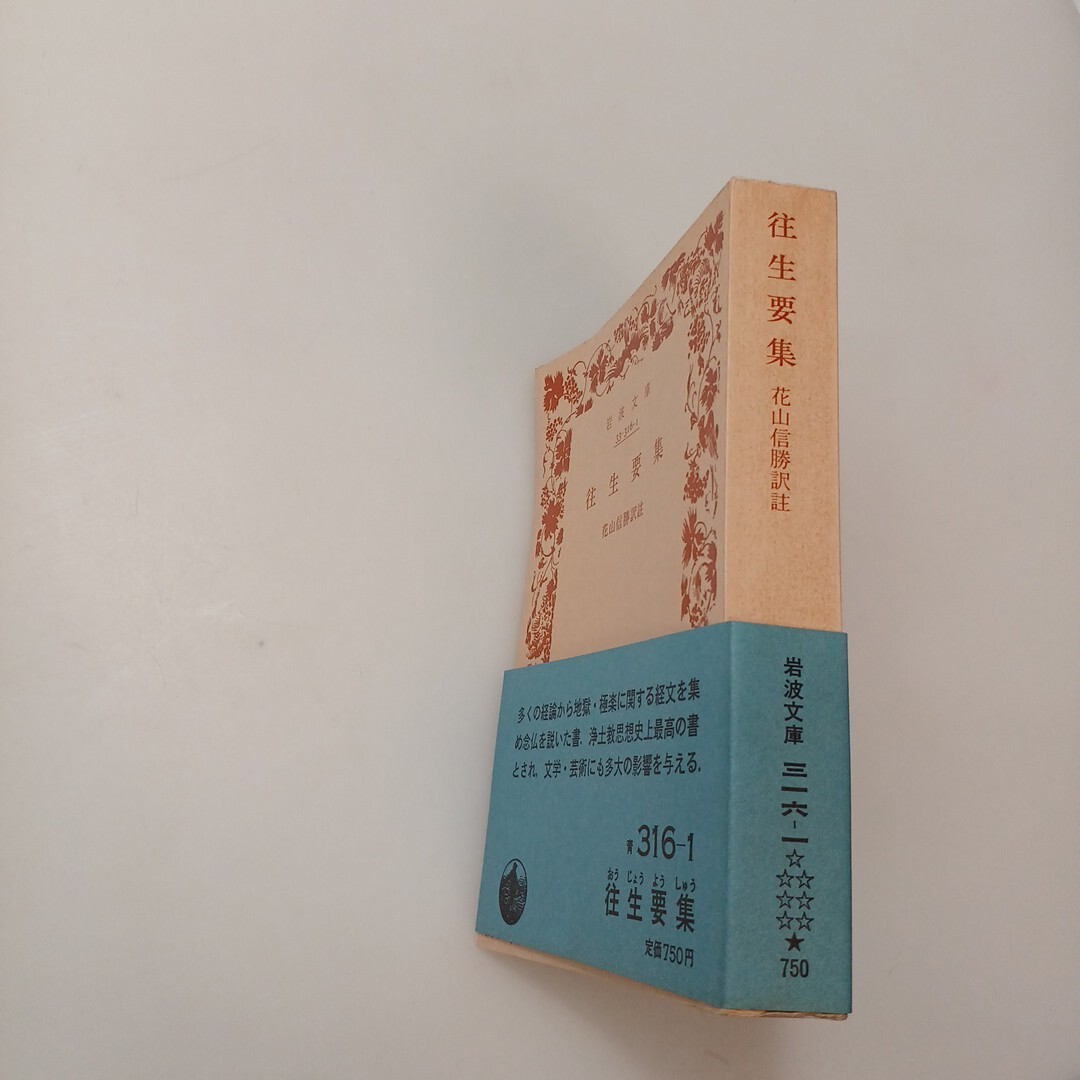 岩波文庫
33-316-1
往生要集
花山信勝訳註
多くの経論から地獄・極楽に関する経文を集
め念仏を説いた書．浄土教思想史上最高の書
とされ，文学・芸術にも多大の影響を与える．
青 316-1
おう じょう よう しゅう
往生要集
定価750円
往生要集 花山信勝訳註
岩波文庫 三一六-一
☆
☆☆
☆☆
☆☆
★
750